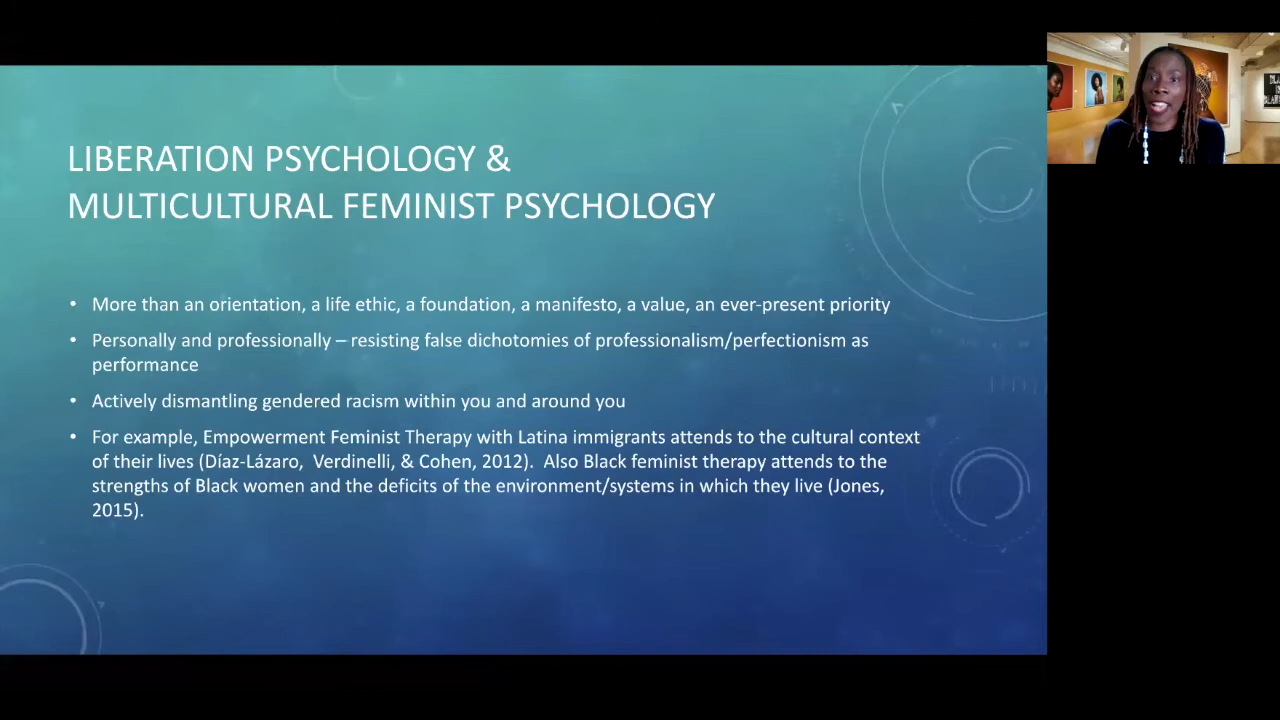 LIBERATION PSYCHOLOGY &
MULTICULTURAL FEMINIST PSYCHOLOGY
• More than an orientation, a life ethic, a foundation, a manifesto, a value, an ever-present priority
• Personally and professionally – resisting false dichotomies of professionalism/perfectionism as
performance
• Actively dismantling gendered racism within you and around you
• For example, Empowerment Feminist Therapy with Latina immigrants attends to the cultural context
of their lives (Díaz-Lázaro,  Verdinelli, & Cohen, 2012).  Also Black feminist therapy attends to the
strengths of Black women and the deficits of the environment/systems in which they live (Jones,
2015).